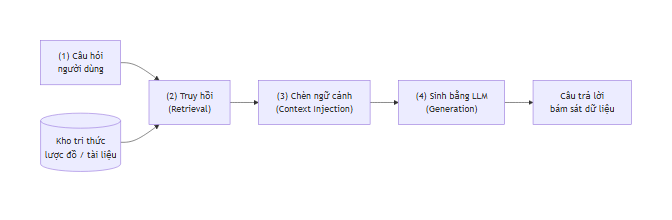 (1) Câu hỏi
người dùng
Kho tri thức
lược đồ / tài liệu
(2) Truy hồi
(Retrieval)
(3) Chèn ngữ cảnh
(Context Injection)
(4) Sinh bằng LLM
(Generation)
Câu trả lời
bám sát dữ liệu